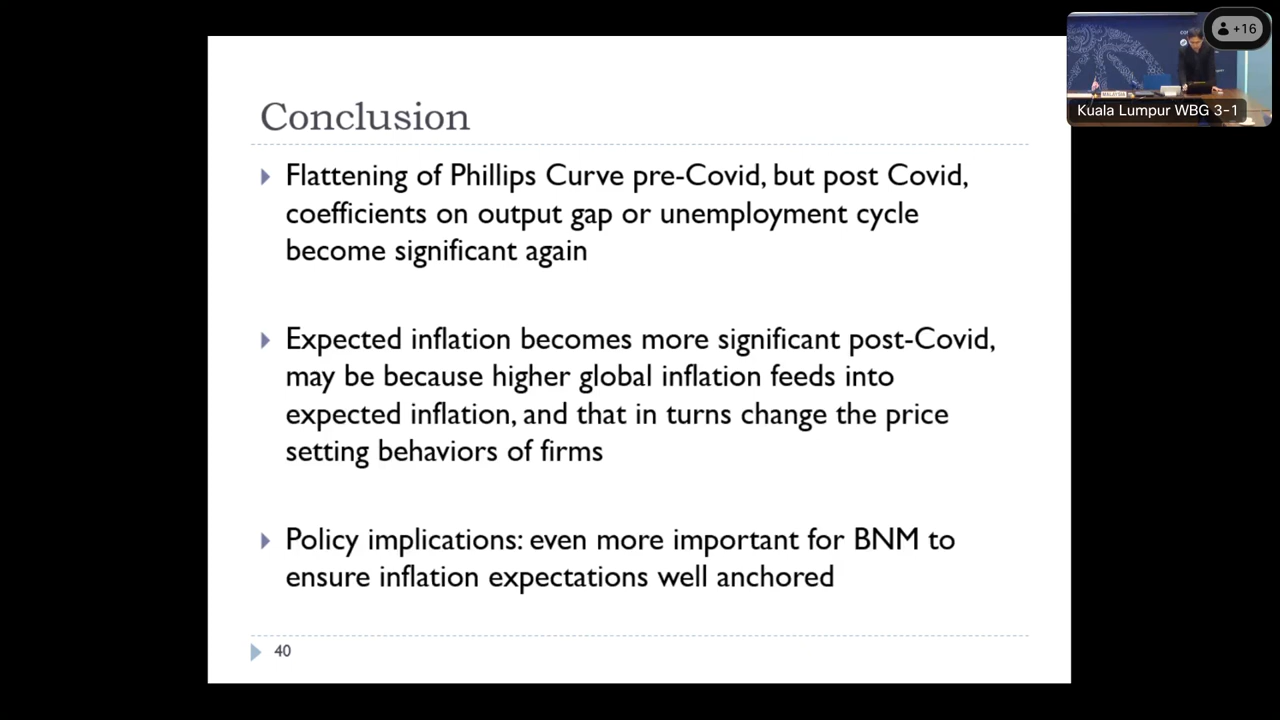 Conclusion
Flattening of Phillips Curve pre-Covid, but post Covid,
coefficients on output gap or unemployment cycle
become significant again
Expected inflation becomes more significant post-Covid,
may be because higher global inflation feeds into
expected inflation, and that in turns change the price
setting behaviors of firms
Policy implications: even more important for BNM to
ensure inflation expectations well anchored
40
+16
MALAYSIA
Kuala Lumpur WBG 3-1